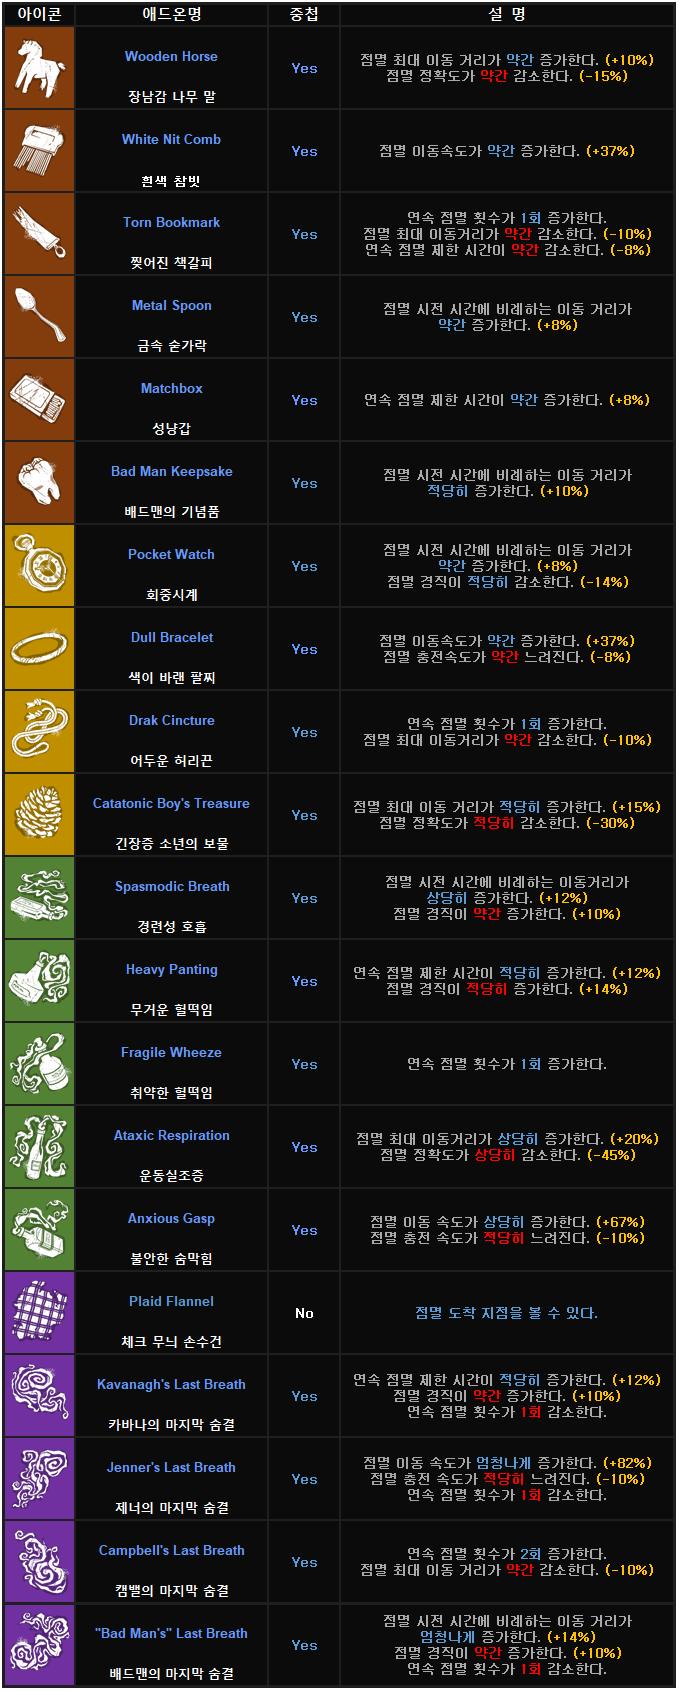 아이콘 애드온명 중첩 설 명
Wooden Horse
장남감 나무 말
Yes
점멸 최대 이동 거리가 약간 증가한다. (+10%)
점멸 정확도가 약간 감소한다. (-15%)
White Nit Comb
흰색 참빗
Yes
점멸 이동속도가 약간 증가한다. (+37%)
Torn Bookmark
찢어진 책갈피
Yes
연속 점멸 횟수가 1회 증가한다.
점멸 최대 이동거리가 약간 감소한다. (-10%)
연속 점멸 제한 시간이 약간 감소한다. (-8%)
Metal Spoon
금속 숟가락
Yes
점멸 시전 시간에 비례하는 이동 거리가
약간 증가한다. (+8%)
Matchbox
성냥갑
Yes
연속 점멸 제한 시간이 약간 증가한다. (+8%)
Bad Man Keepsake
배드맨의 기념품
Yes
점멸 시전 시간에 비례하는 이동 거리가
적당히 증가한다. (+10%)
Pocket Watch
회중시계
Yes
점멸 시전 시간에 비례하는 이동 거리가
약간 증가한다. (+8%)
점멸 경직이 적당히 감소한다. (-14%)
Dull Bracelet
색이 바랜 팔찌
Yes
점멸 이동속도가 약간 증가한다. (+37%)
점멸 충전속도가 약간 느려진다. (-8%)
Drak Cincture
어두운 허리끈
Yes
연속 점멸 횟수가 1회 증가한다.
점멸 최대 이동거리가 약간 감소한다. (-10%)
Catatonic Boy's Treasure
긴장증 소년의 보물
Yes
점멸 최대 이동 거리가 적당히 증가한다. (+15%)
점멸 정확도가 적당히 감소한다. (-30%)
Spasmodic Breath
경련성 호흡
Yes
점멸 시전 시간에 비례하는 이동거리가
상당히 증가한다. (+12%)
점멸 경직이 약간 증가한다. (+10%)
Heavy Panting
무거운 헐떡임
Yes
연속 점멸 제한 시간이 적당히 증가한다. (+12%)
점멸 경직이 적당히 증가한다. (+14%)
Fragile Wheeze
취약한 헐떡임
Yes
연속 점멸 횟수가 1회 증가한다.
Ataxic Respiration
운동실조증
Yes
점멸 최대 이동거리가 상당히 증가한다. (+20%)
점멸 정확도가 상당히 감소한다. (-45%)
Anxious Gasp
불안한 숨막힘
Yes
점멸 이동 속도가 상당히 증가한다. (+67%)
점멸 충전 속도가 적당히 느려진다. (-10%)
Plaid Flannel
체크 무늬 손수건
No
점멸 도착 지점을 볼 수 있다.
Kavanagh's Last Breath
카바나의 마지막 숨결
Yes
연속 점멸 제한 시간이 적당히 증가한다. (+12%)
점멸 경직이 약간 증가한다. (+10%)
연속 점멸 횟수가 1회 감소한다.
Jenner's Last Breath
제너의 마지막 숨결
Yes
점멸 이동 속도가 엄청나게 증가한다. (+82%)
점멸 충전 속도가 적당히 느려진다. (-10%)
연속 점멸 횟수가 1회 감소한다.
Campbell's Last Breath
캠밸의 마지막 숨결
Yes
연속 점멸 횟수가 2회 증가한다.
점멸 최대 이동 거리가 약간 감소한다. (-10%)
"Bad Man's" Last Breath
배드맨의 마지막 숨결
Yes
점멸 시전 시간에 비례하는 이동 거리가
엄청나게 증가한다. (+14%)
점멸 경직이 약간 증가한다. (+10%)
연속 점멸 횟수가 1회 감소한다.